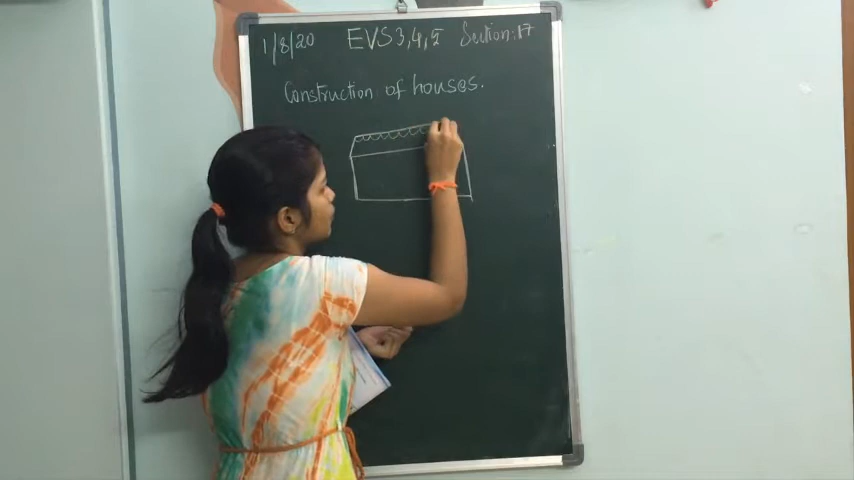 1/8/20 EVS 3,4,5 Section: 17
Construction of houses.